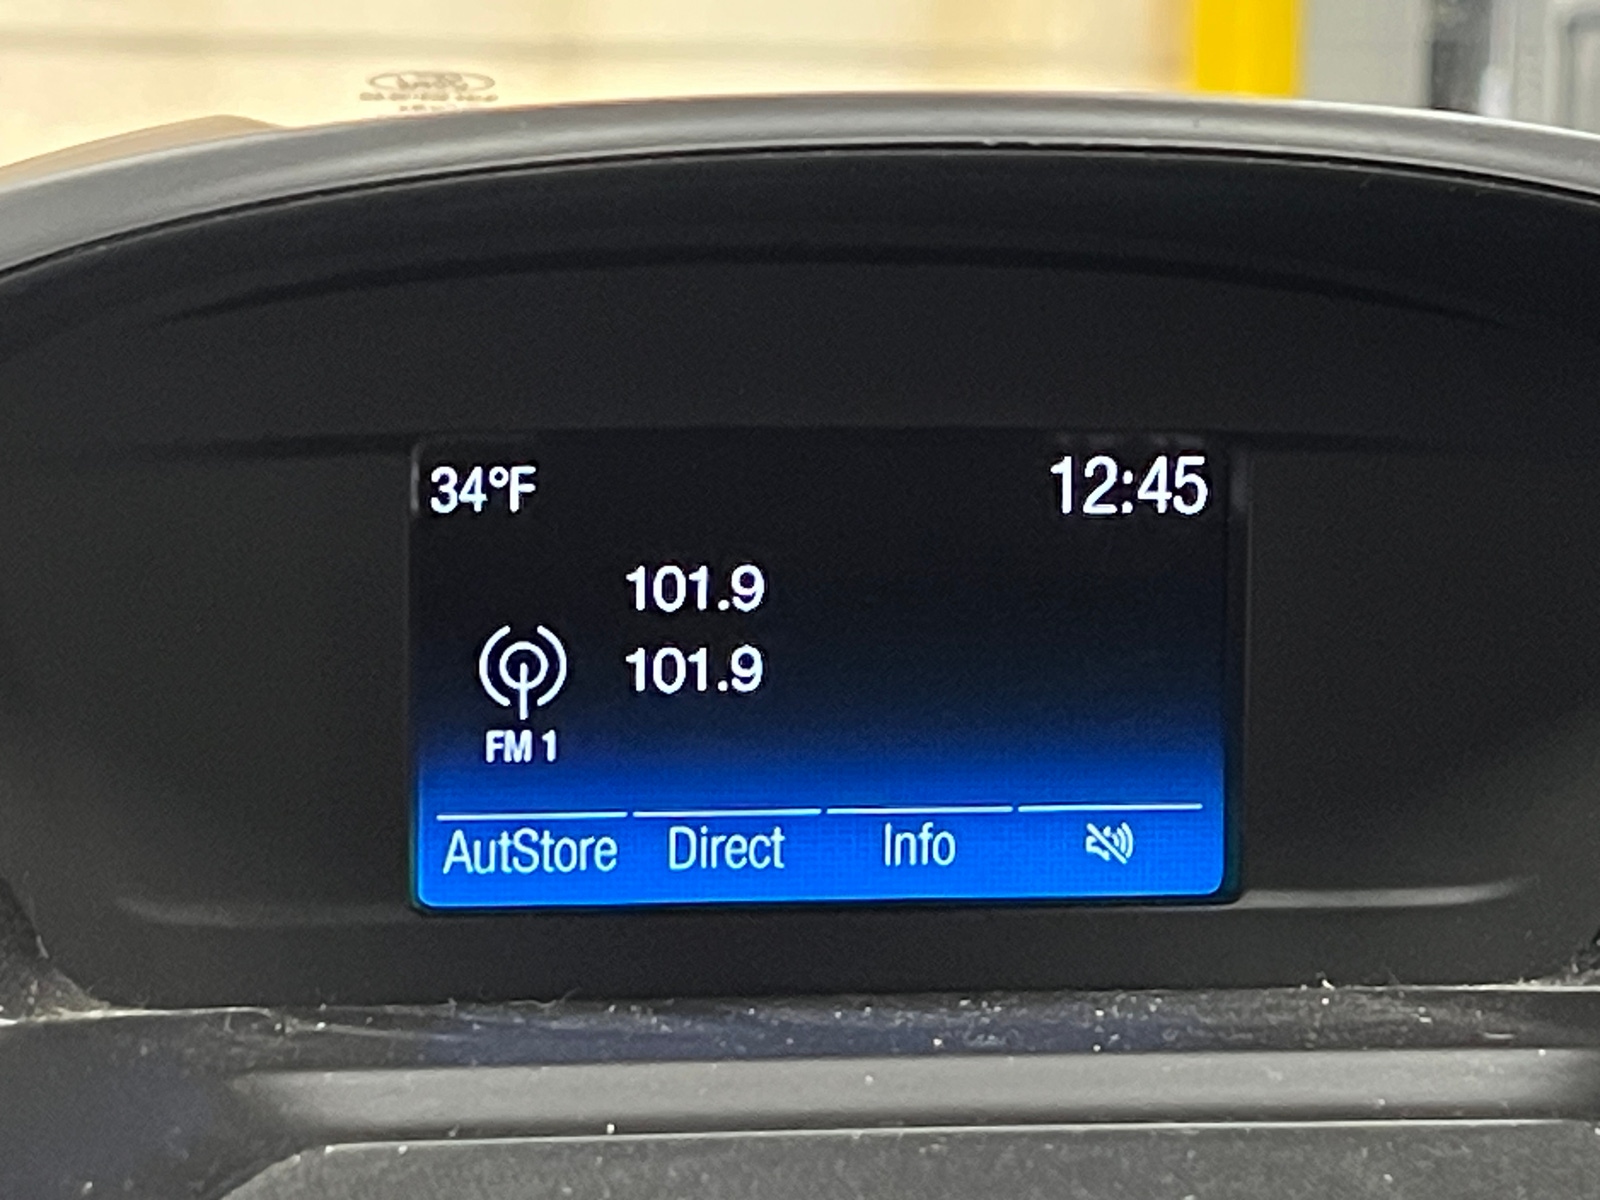 34°F
12:45
101.9
101.9
FM 1
AutStore
Direct
Info